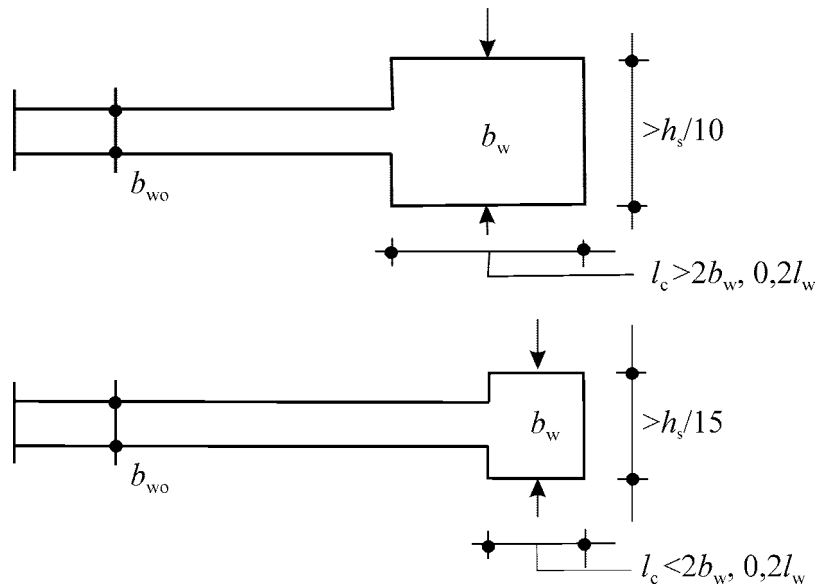 b_w
>h_s/10
b_wo
l_c>2b_w, 0,2l_w
b_w
>h_s/15
b_wo
l_c<2b_w, 0,2l_w